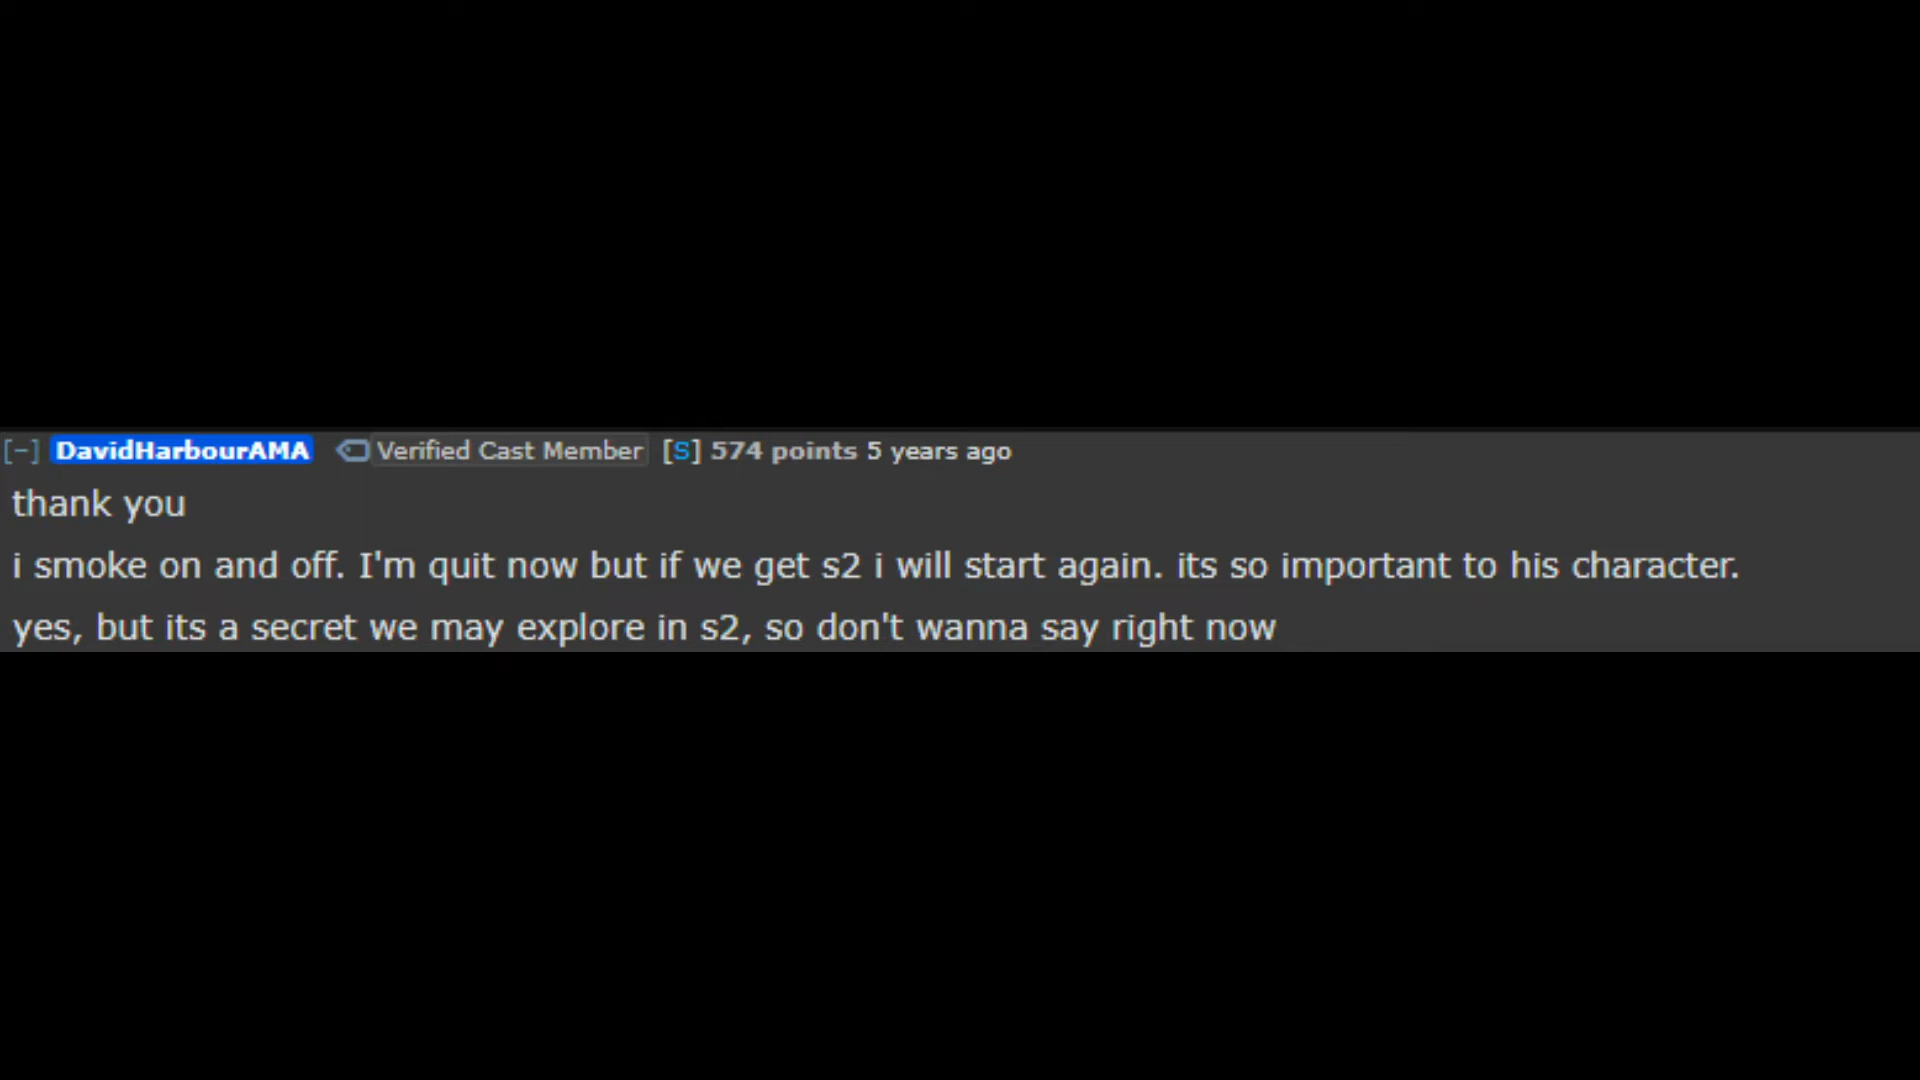 [-] DavidHarbourAMA Verified Cast Member [S] 574 points 5 years ago
thank you
i smoke on and off. I'm quit now but if we get s2 i will start again. its so important to his character.
yes, but its a secret we may explore in s2, so don't wanna say right now